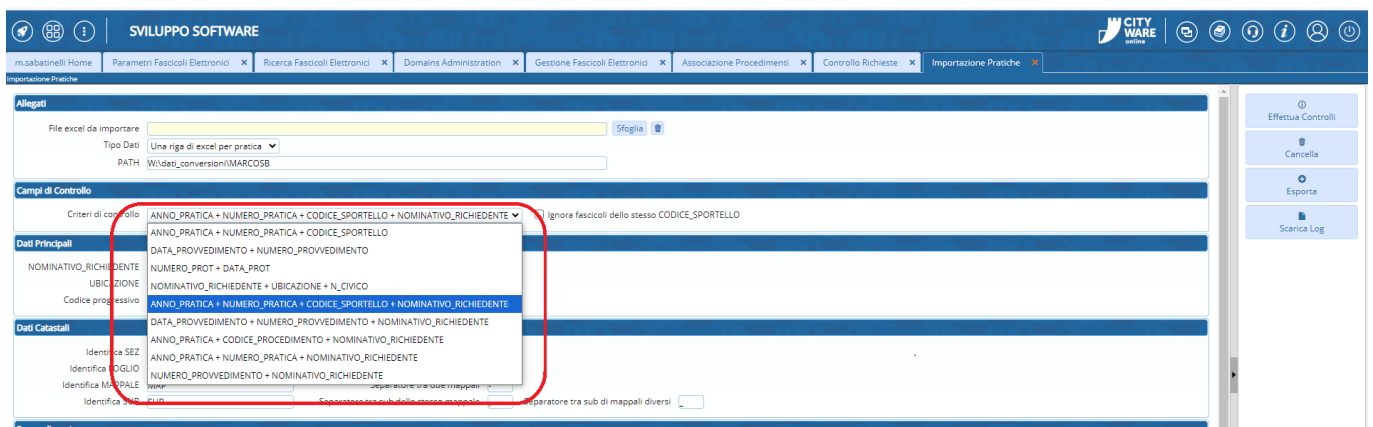 SVILUPPO SOFTWARE
CITY
WARE
online
m.sabatinelli Home
Parametri Fascicoli Elettronici ×
Ricerca Fascicoli Elettronici ×
Domains Administration ×
Gestione Fascicoli Elettronici ×
Associazione Procedimenti ×
Controllo Richieste ×
Importazione Pratiche ×
Importazione Pratiche
Allegati
File excel da importare
Sfoglia
Tipo Dati Una riga di excel per pratica
PATH W:\dati_conversioni\MARCOSB
Effettua Controlli
Cancella
Esporta
Scarica Log
Campi di Controllo
Criteri di controllo ANNO_PRATICA + NUMERO_PRATICA + CODICE_SPORTELLO + NOMINATIVO_RICHIEDENTE Ignora fascicoli dello stesso CODICE_SPORTELLO
ANNO_PRATICA + NUMERO_PRATICA + CODICE_SPORTELLO
DATA_PROVVEDIMENTO + NUMERO_PROVVEDIMENTO
NUMERO_PROT + DATA_PROT
NOMINATIVO_RICHIEDENTE + UBICAZIONE + N_CIVICO
ANNO_PRATICA + NUMERO_PRATICA + CODICE_SPORTELLO + NOMINATIVO_RICHIEDENTE
DATA_PROVVEDIMENTO + NUMERO_PROVVEDIMENTO + NOMINATIVO_RICHIEDENTE
ANNO_PRATICA + CODICE_PROCEDIMENTO + NOMINATIVO_RICHIEDENTE
ANNO_PRATICA + NUMERO_PRATICA + NOMINATIVO_RICHIEDENTE
NUMERO_PROVVEDIMENTO + NOMINATIVO_RICHIEDENTE
Dati Principali
NOMINATIVO_RICHIEDENTE
UBICAZIONE
Codice progressivo
Dati Catastali
Identifica SEZ
Identifica FOGLIO
Identifica MAPPALE MAP Separatore tra due mappali -
Identifica SUB SUB Separatore tra sub dello stesso mappale Separatore tra sub di mappali diversi _